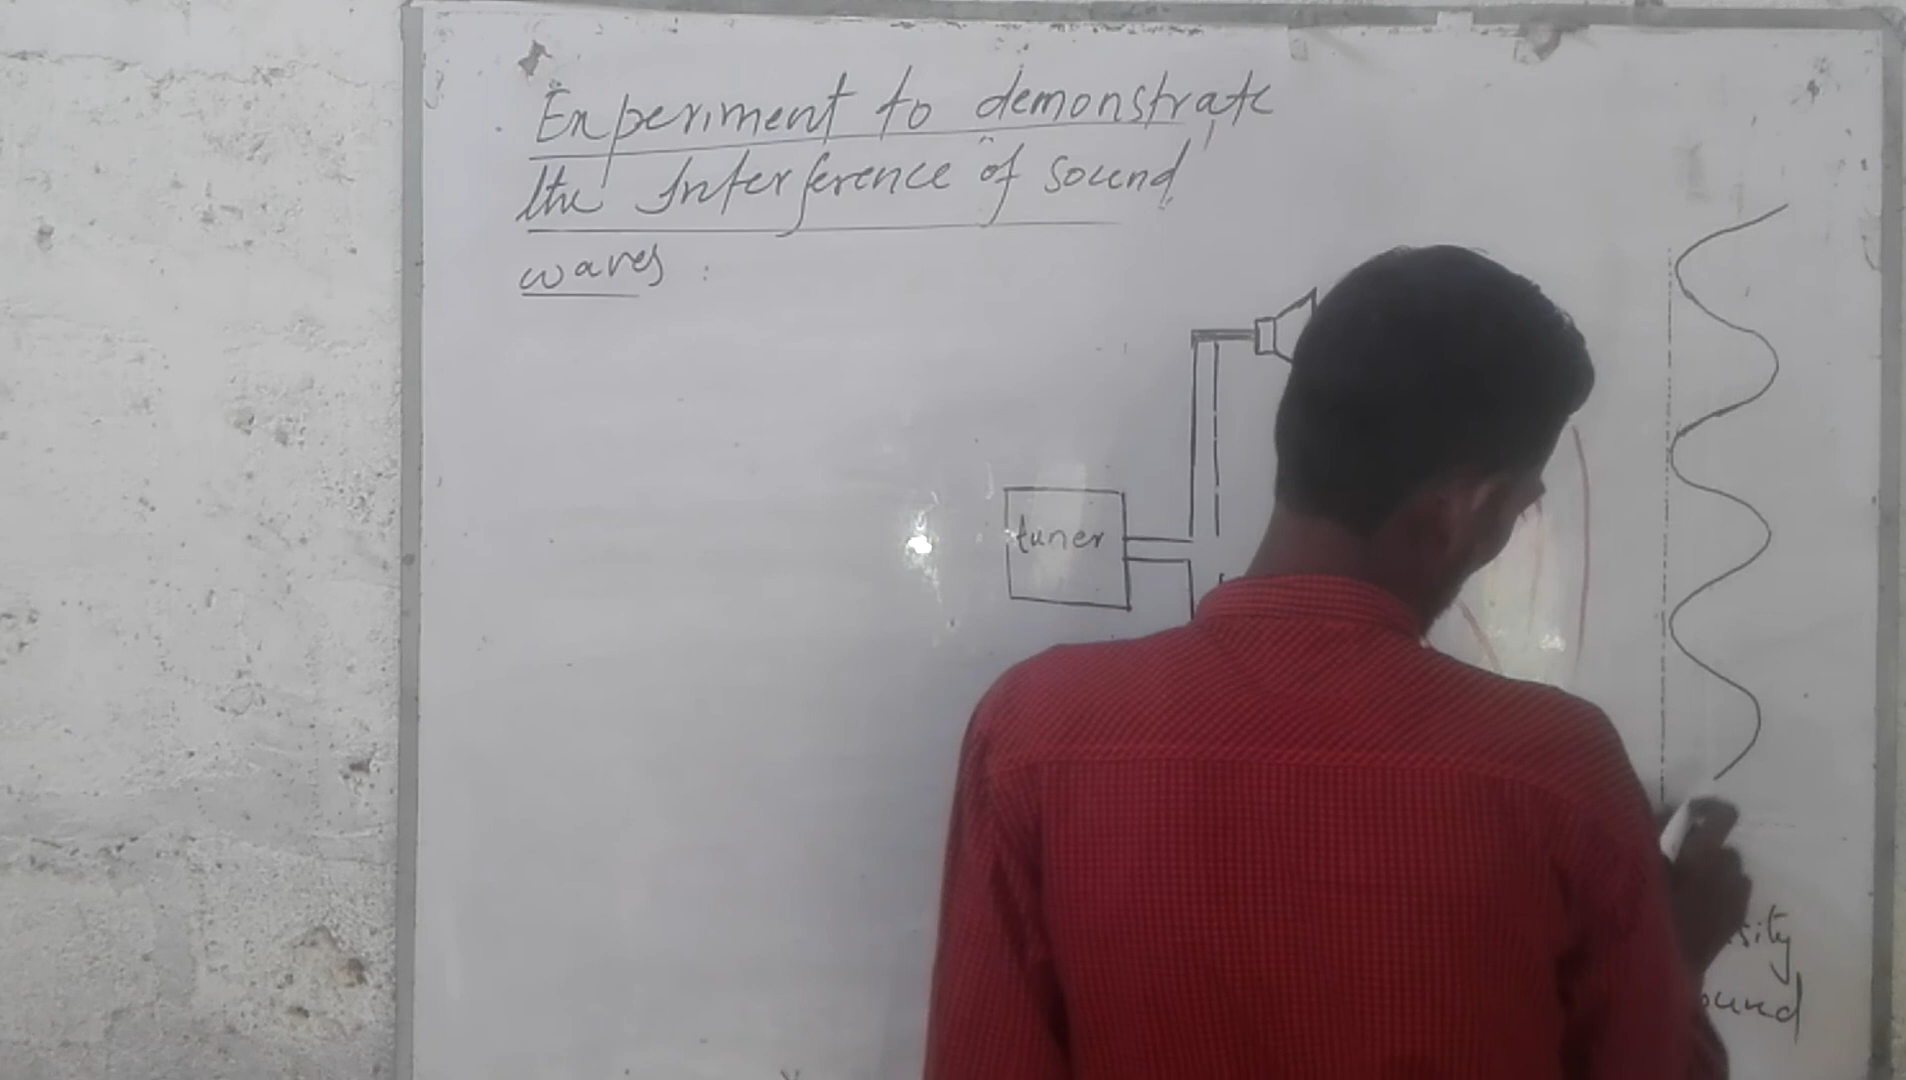 Experiment to demonstrate
the Interference of sound
waves :
tuner